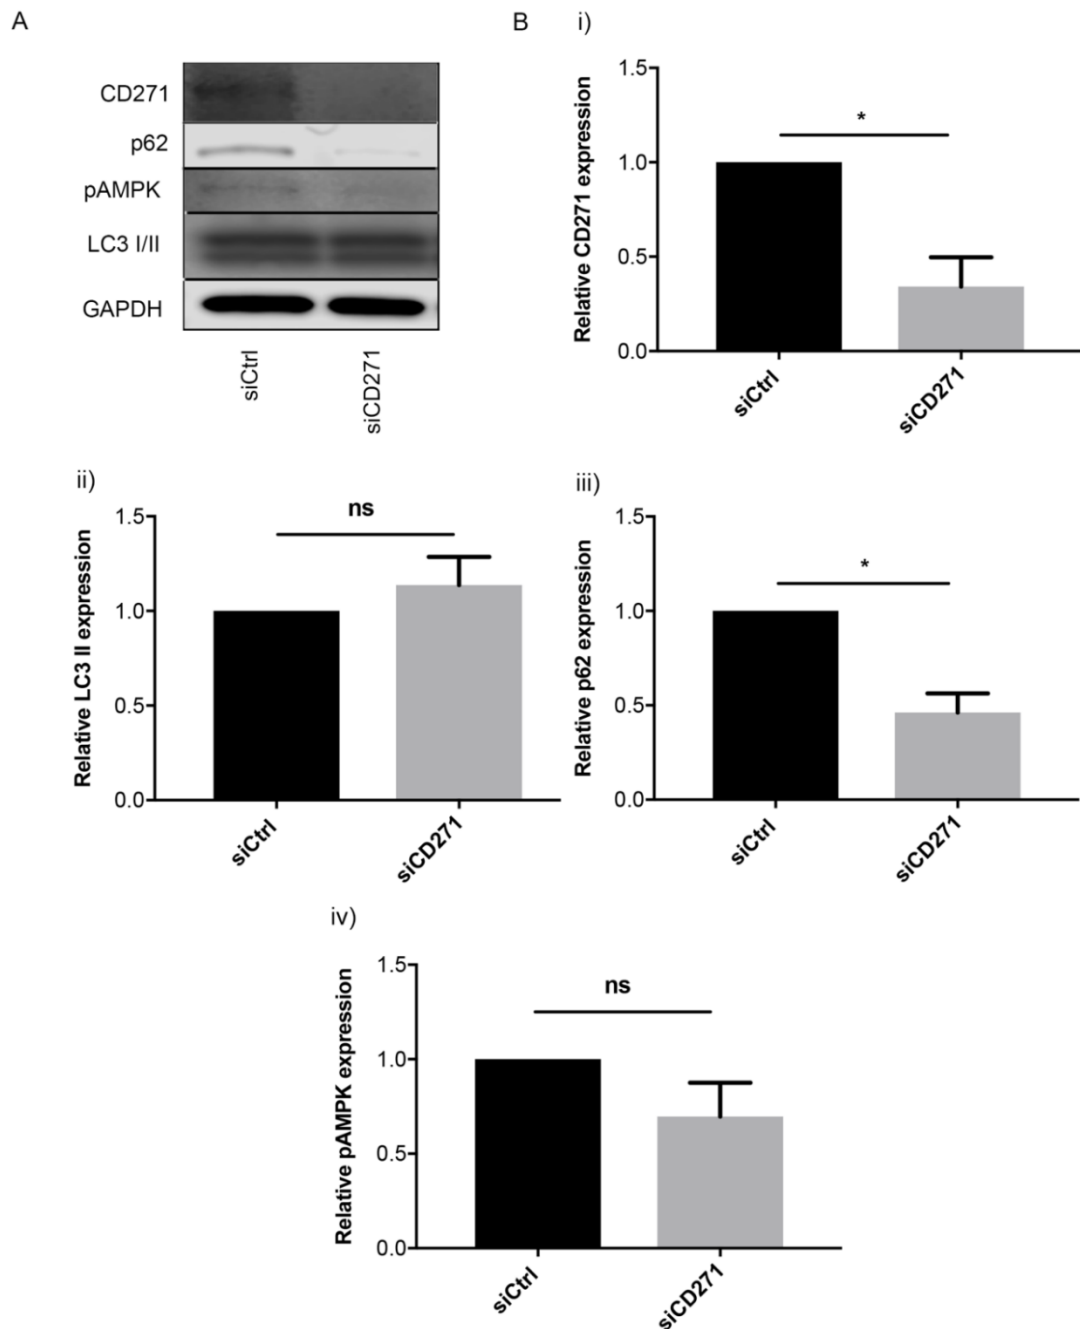 A
CD271
p62
pAMPK
LC3 I/II
GAPDH
siCtrl
siCD271
B
i)
Relative CD271 expression
1.5
1.0
0.5
0.0
*
siCtrl
siCD271
ii)
Relative LC3 II expression
1.5
1.0
0.5
0.0
ns
siCtrl
siCD271
iii)
Relative p62 expression
1.5
1.0
0.5
0.0
*
siCtrl
siCD271
iv)
Relative pAMPK expression
1.5
1.0
0.5
0.0
ns
siCtrl
siCD271